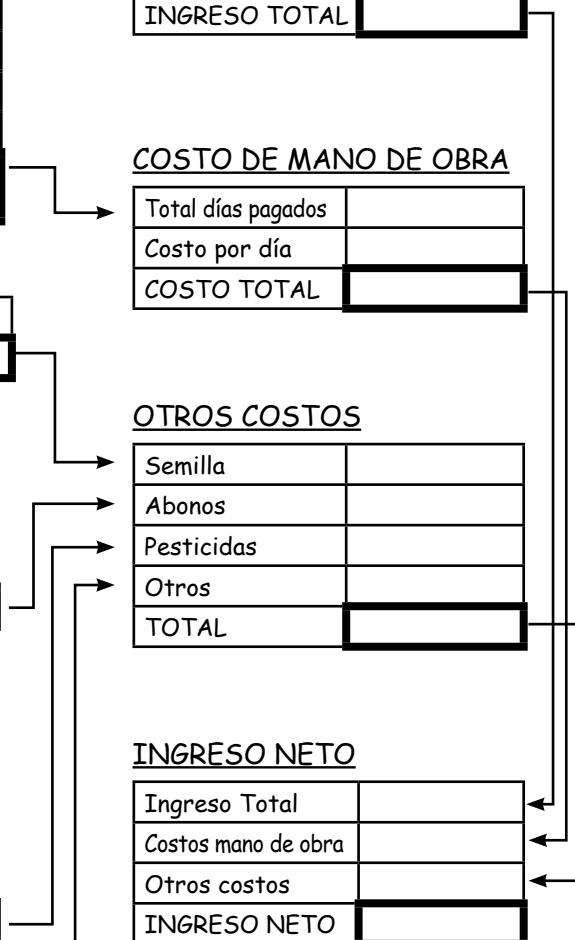 INGRESO TOTAL
COSTO DE MANO DE OBRA
Total días pagados
Costo por día
COSTO TOTAL
OTROS COSTOS
Semilla
Abonos
Pesticidas
Otros
TOTAL
INGRESO NETO
Ingreso Total
Costos mano de obra
Otros costos
INGRESO NETO